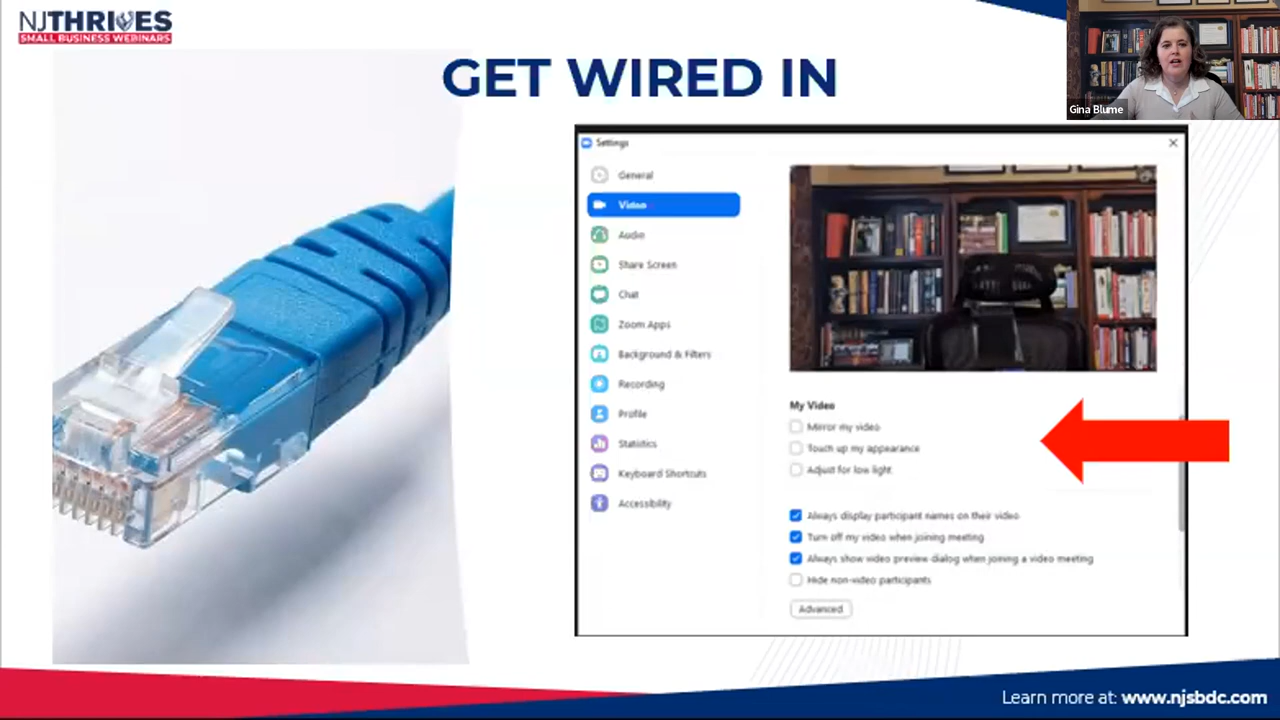 NJTHRIVES
SMALL BUSINESS WEBINARS
GET WIRED IN
Gina Blume
Settings
General
Video
Audio
Share Screen
Chat
Zoom Apps
Background & Filters
Recording
Profile
Statistics
Keyboard Shortcuts
Accessibility
My Video
Mirror my video
Touch up my appearance
Adjust for low light
Always display participant names on their video
Turn off my video when joining meeting
Always show video preview dialog when joining a video meeting
Hide non-video participants
Advanced
Learn more at: www.njsbdc.com